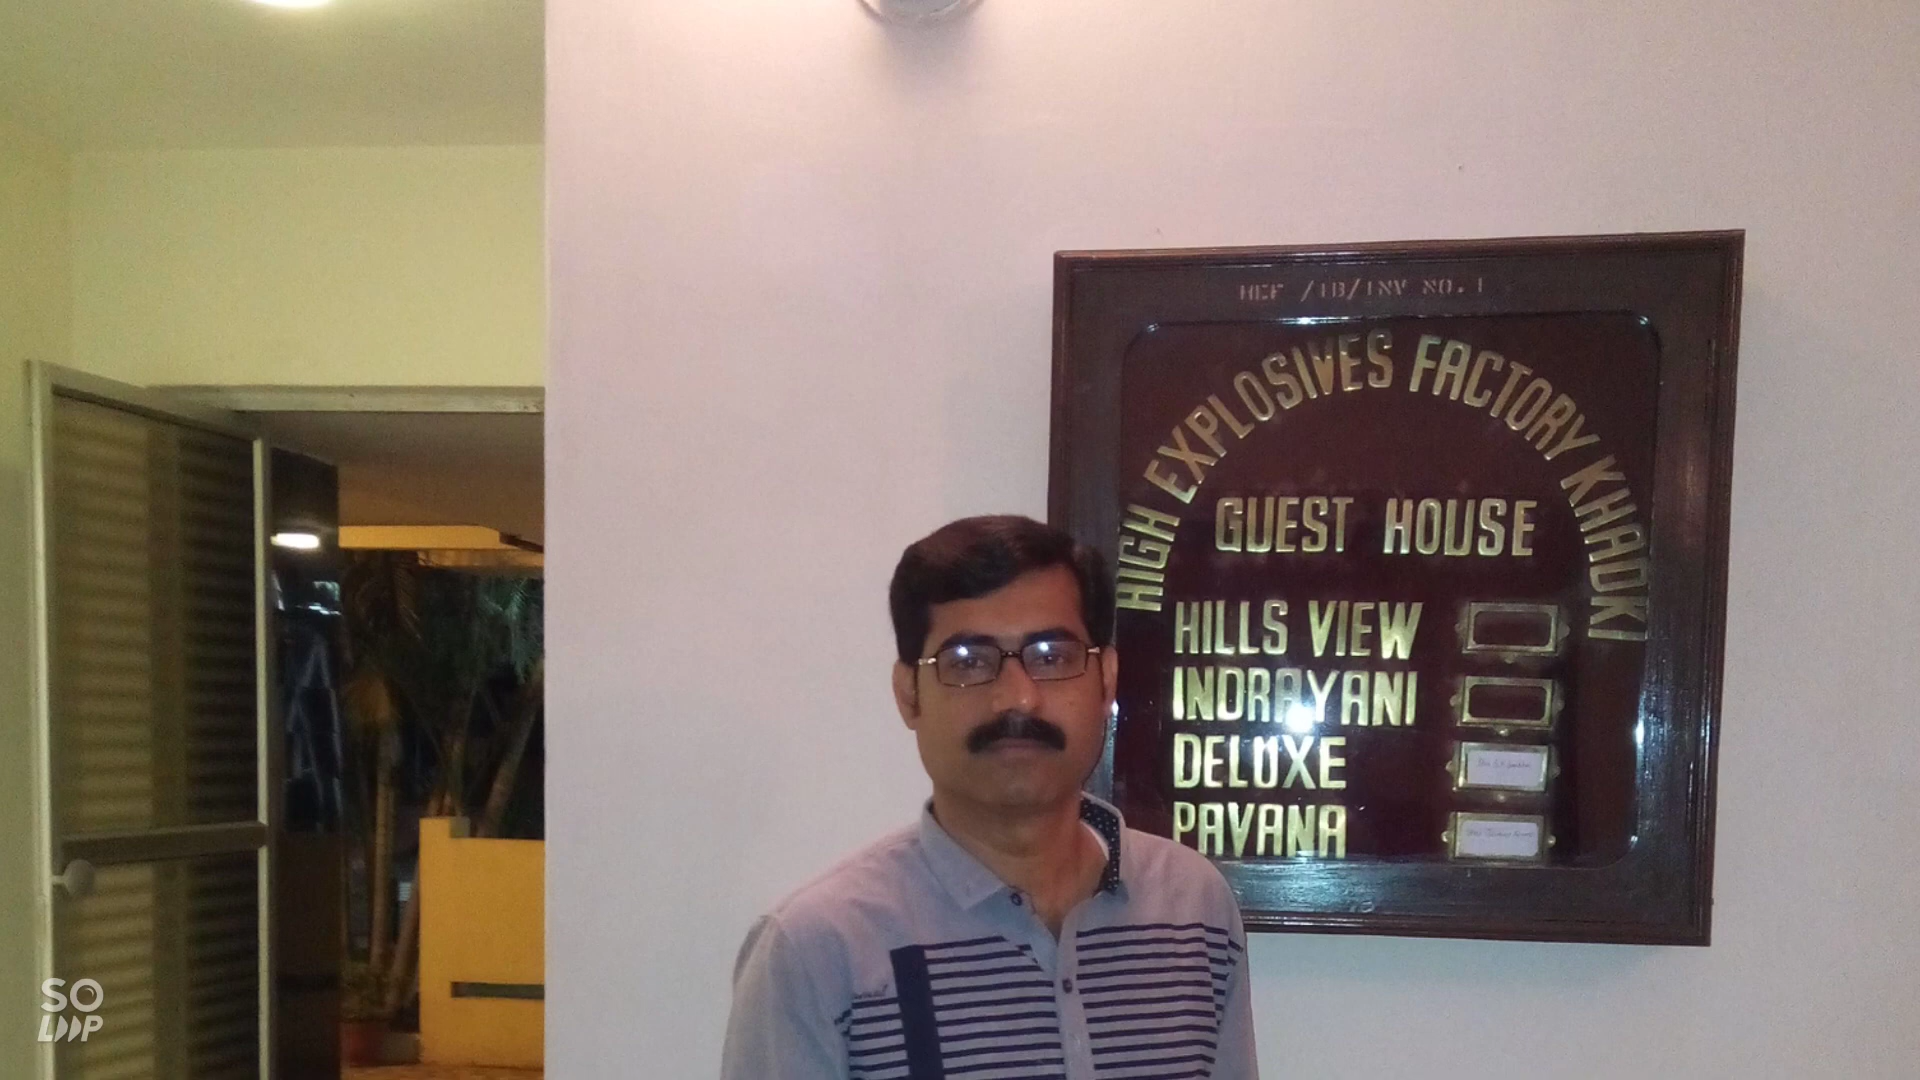 HEF /IB/INV NO. 1
HIGH EXPLOSIVES FACTORY KHADKI
GUEST HOUSE
HILLS VIEW
INDRAYANI
DELUXE
PAVANA
SO
LOOP